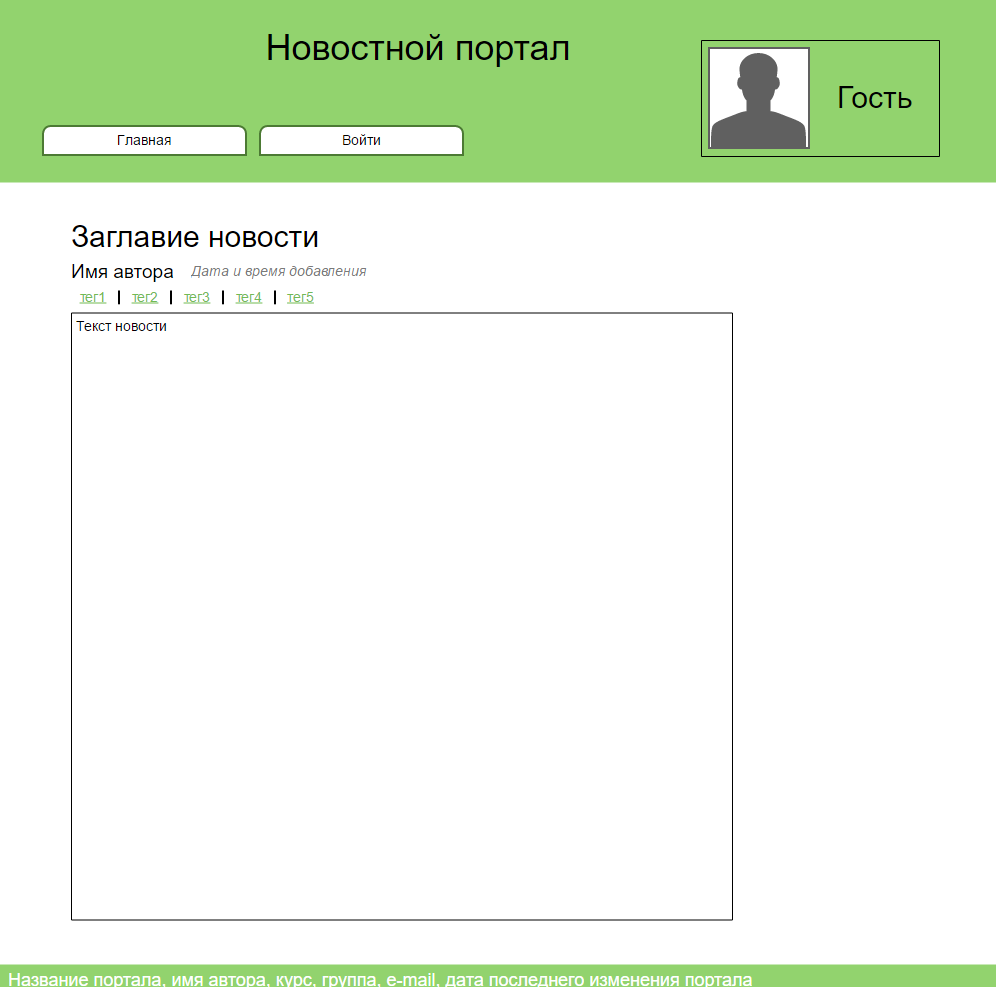 Новостной портал
Гость
Главная
Войти
Заглавие новости
Имя автора Дата и время добавления
тег1 | тег2 | тег3 | тег4 | тег5
Текст новости
Название портала, имя автора, курс, группа, e-mail, дата последнего изменения портала